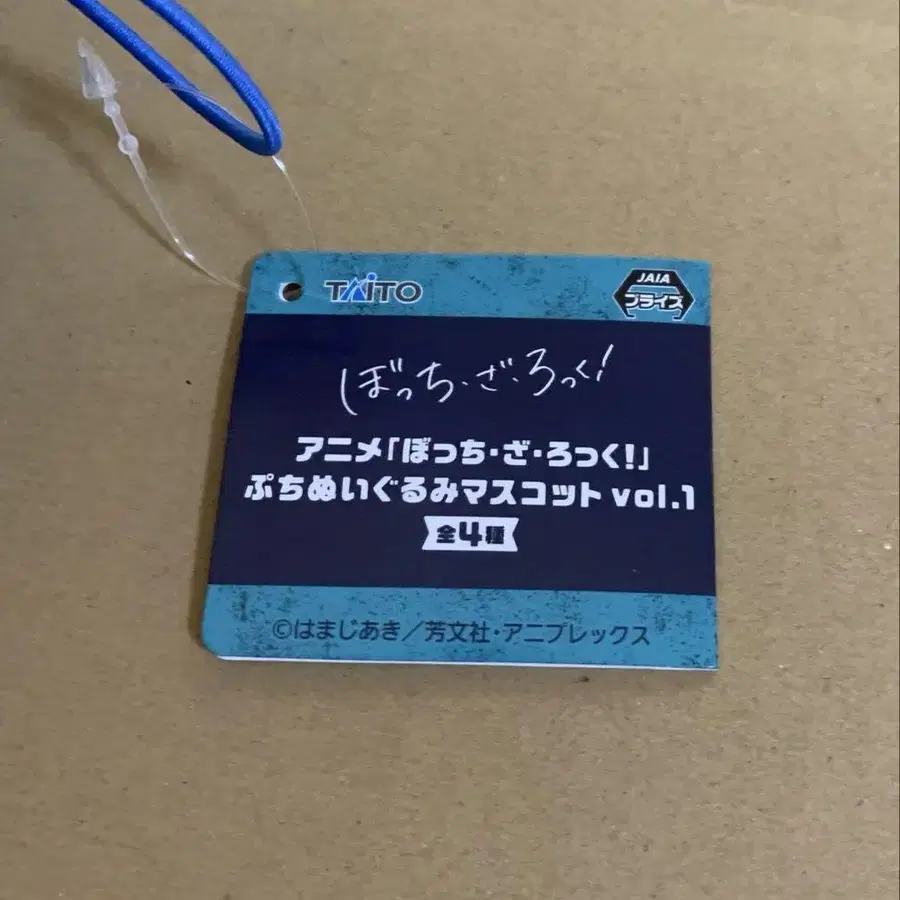 TAITO
JAIA
プライズ
ぼっち・ざ・ろっく!
アニメ「ぼっち・ざ・ろっく!」
ぷちぬいぐるみマスコット vol.1
全4種
©はまじあき/芳文社・アニプレックス